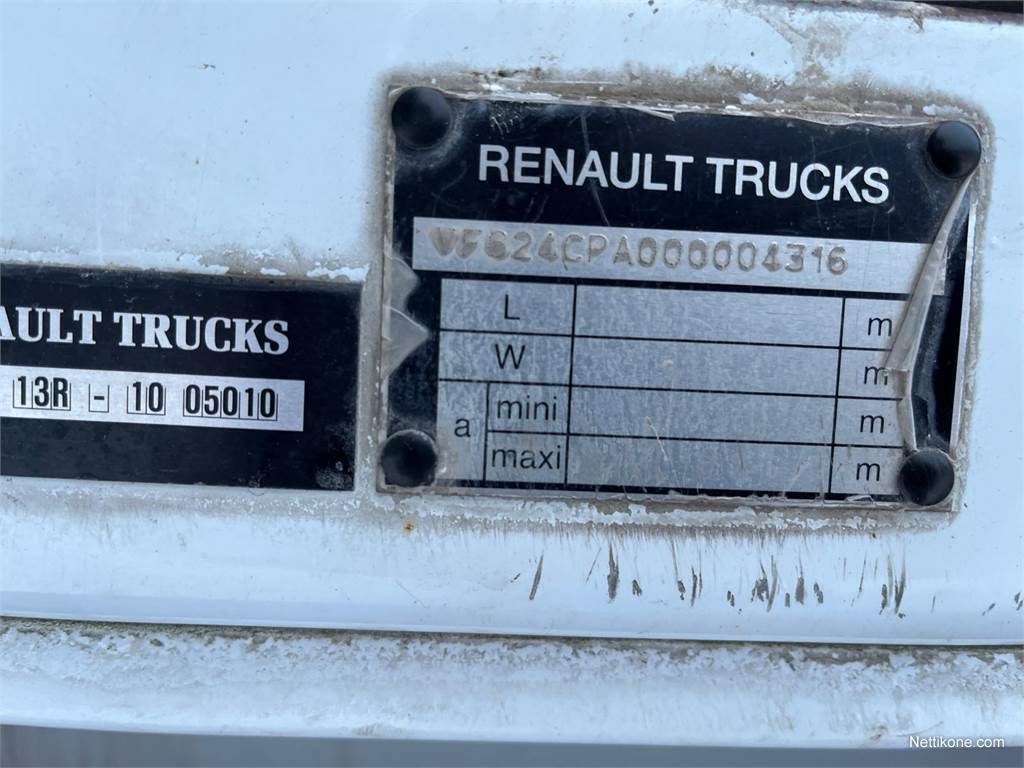 RENAULT TRUCKS
VF624CPA000004316
L m
W m
a mini m
maxi m
AULT TRUCKS
13R - 10 05010
Nettikone.com